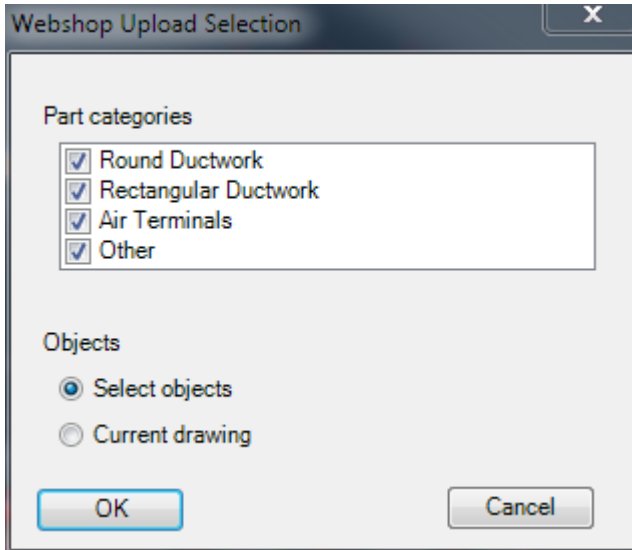 Webshop Upload Selection
Part categories
Round Ductwork
Rectangular Ductwork
Air Terminals
Other
Objects
Select objects
Current drawing
OK
Cancel